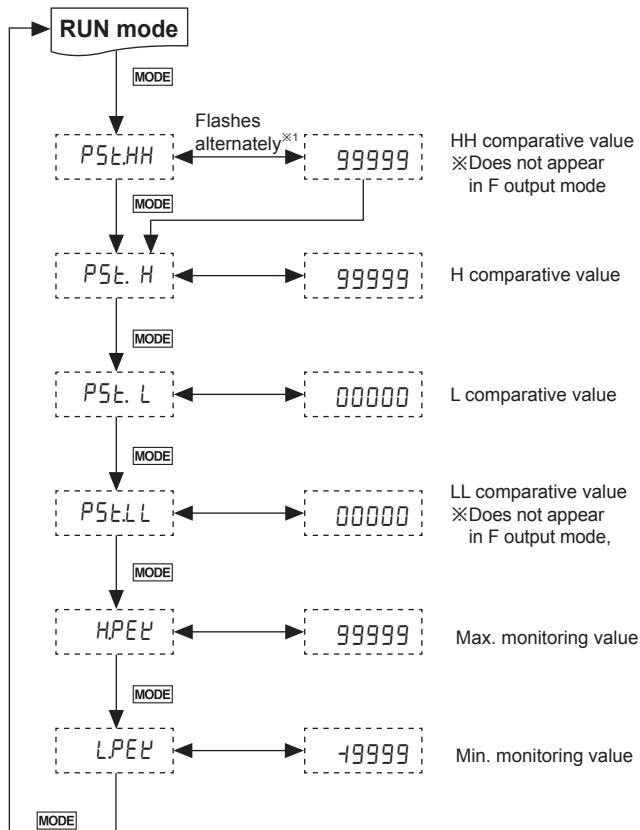 RUN mode
MODE
Flashes
alternately※1
PSt.HH
99999
HH comparative value
※Does not appear
in F output mode
MODE
PSt. H
99999
H comparative value
MODE
PSt. L
00000
L comparative value
MODE
PSt.LL
00000
LL comparative value
※Does not appear
in F output mode,
MODE
H.PEK
99999
Max. monitoring value
MODE
L.PEK
-19999
Min. monitoring value
MODE